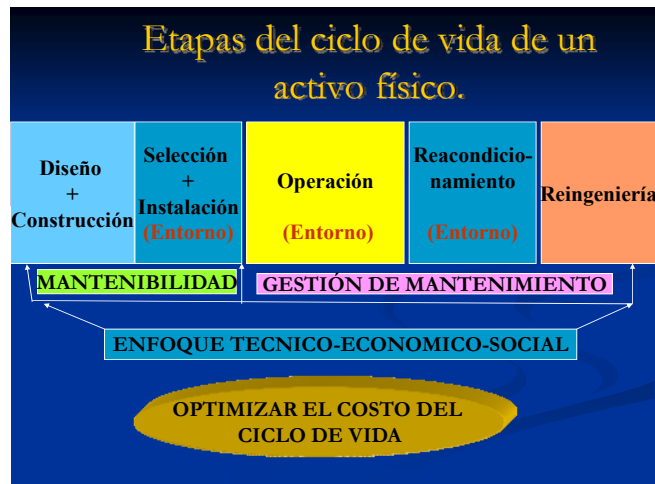 Etapas del ciclo de vida de un
activo físico.
Diseño
+
Construcción
Selección
+
Instalación
(Entorno)
Operación
(Entorno)
Reacondicio-
namiento
(Entorno)
Reingeniería
MANTENIBILIDAD
GESTIÓN DE MANTENIMIENTO
ENFOQUE TECNICO-ECONOMICO-SOCIAL
OPTIMIZAR EL COSTO DEL
CICLO DE VIDA